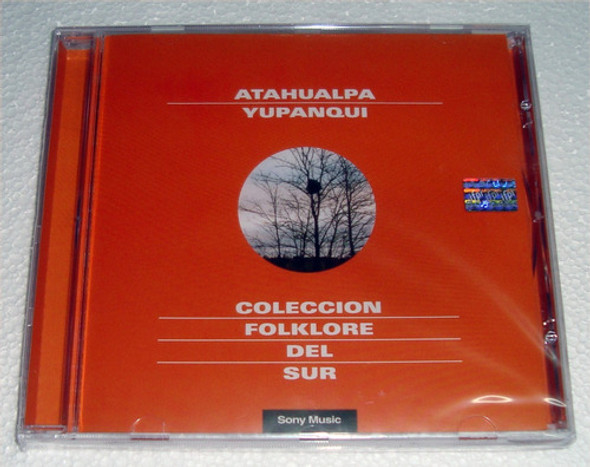 ATAHUALPA
YUPANQUI
COLECCION
FOLKLORE
DEL
SUR
Sony Music